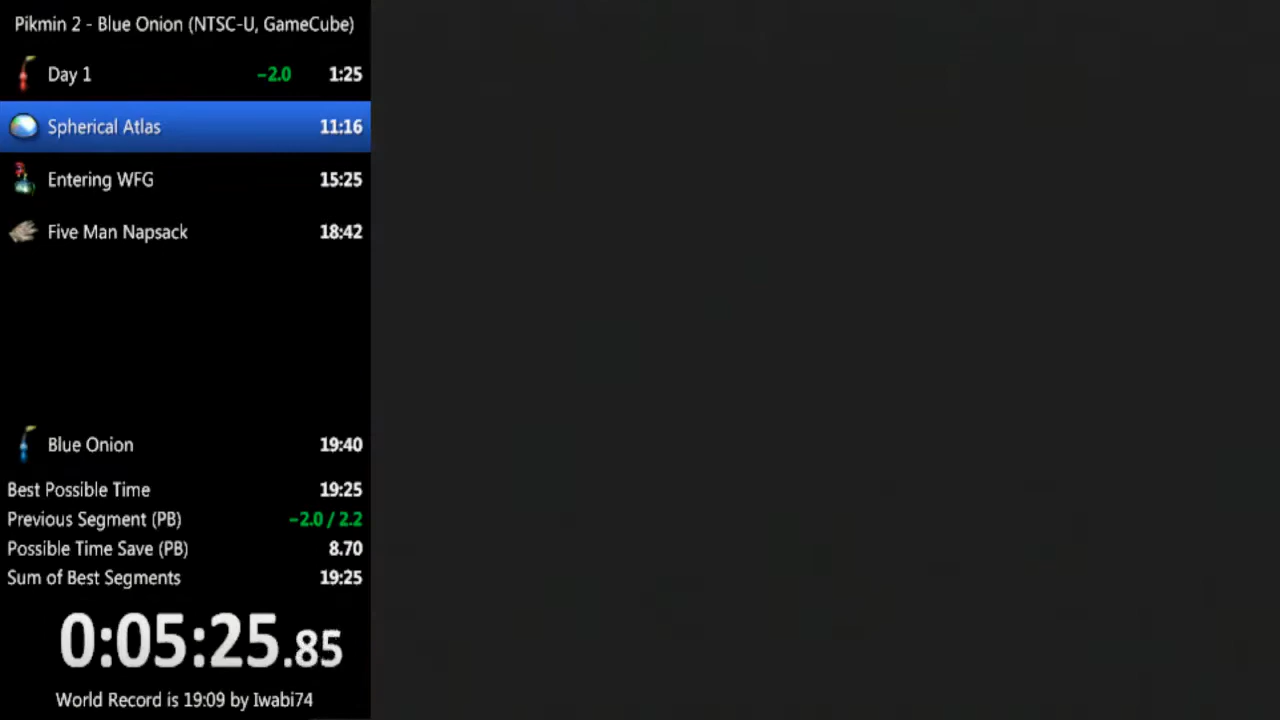 Pikmin 2 - Blue Onion (NTSC-U, GameCube)
Day 1 −2.0 1:25
Spherical Atlas 11:16
Entering WFG 15:25
Five Man Napsack 18:42
Blue Onion 19:40
Best Possible Time 19:25
Previous Segment (PB) −2.0 / 2.2
Possible Time Save (PB) 8.70
Sum of Best Segments 19:25
0:05:25.85
World Record is 19:09 by Iwabi74